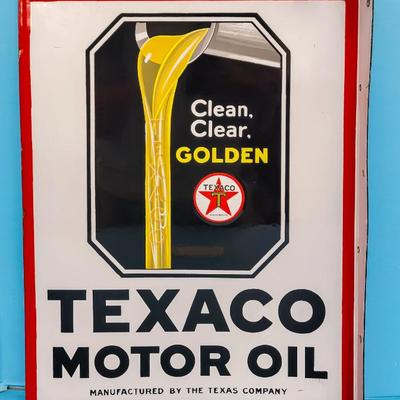 Clean,
Clear,
GOLDEN
TEXACO
T
TEXACO
MOTOR OIL
MANUFACTURED BY THE TEXAS COMPANY